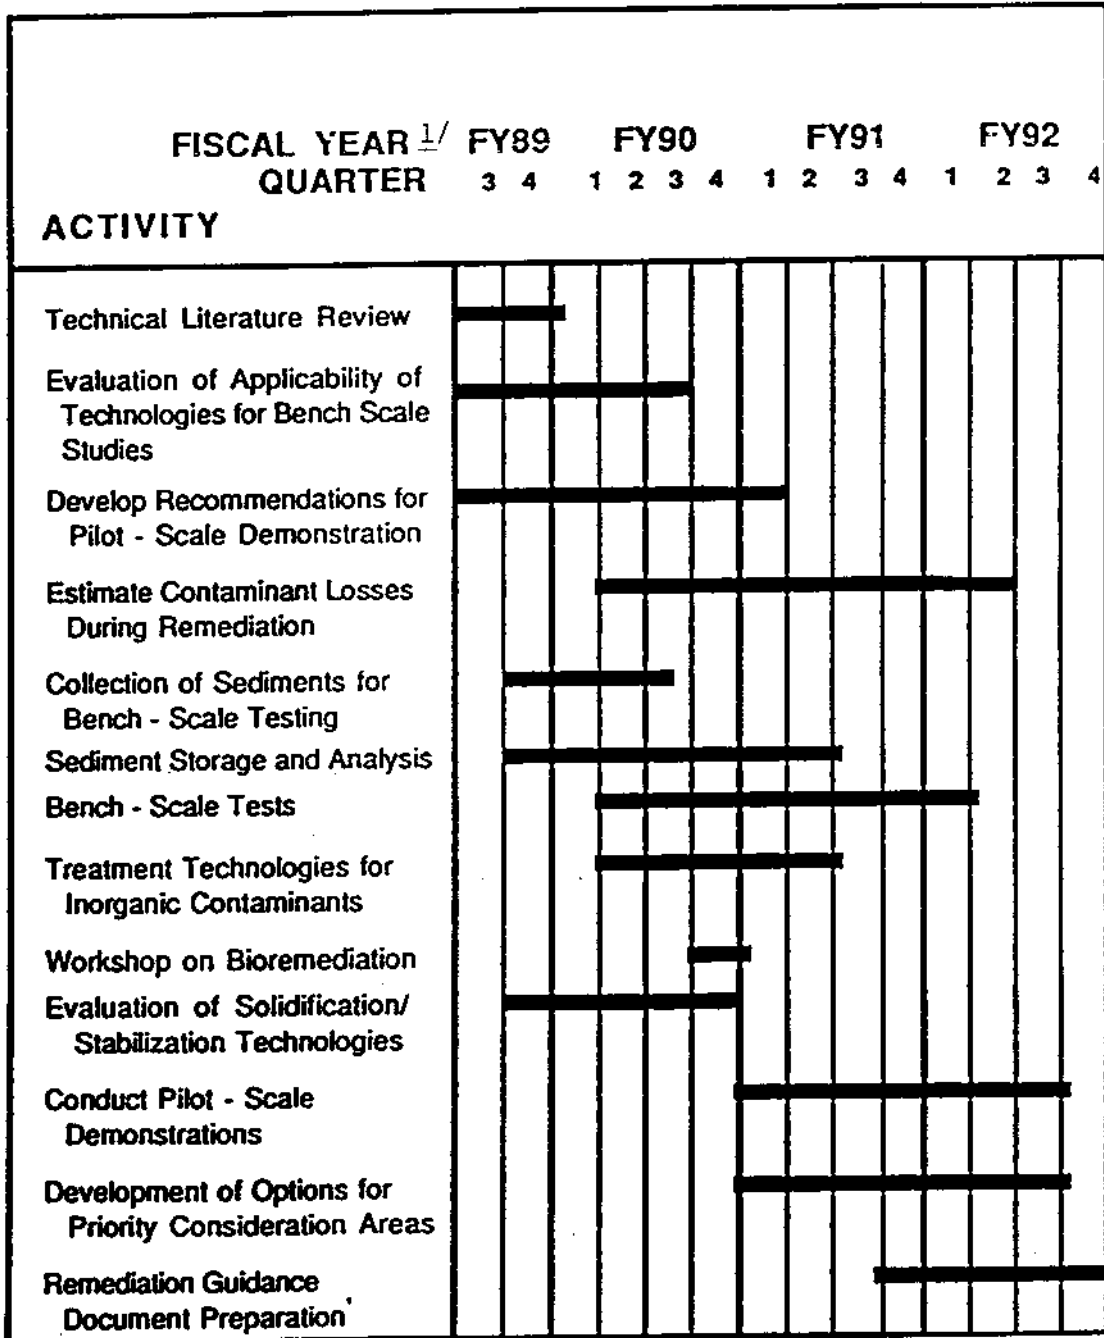 FISCAL YEAR 1/ FY89 FY90 FY91 FY92
QUARTER 3 4 1 2 3 4 1 2 3 4 1 2 3 4
ACTIVITY
Technical Literature Review
Evaluation of Applicability of
Technologies for Bench Scale
Studies
Develop Recommendations for
Pilot - Scale Demonstration
Estimate Contaminant Losses
During Remediation
Collection of Sediments for
Bench - Scale Testing
Sediment Storage and Analysis
Bench - Scale Tests
Treatment Technologies for
Inorganic Contaminants
Workshop on Bioremediation
Evaluation of Solidification/
Stabilization Technologies
Conduct Pilot - Scale
Demonstrations
Development of Options for
Priority Consideration Areas
Remediation Guidance
Document Preparation